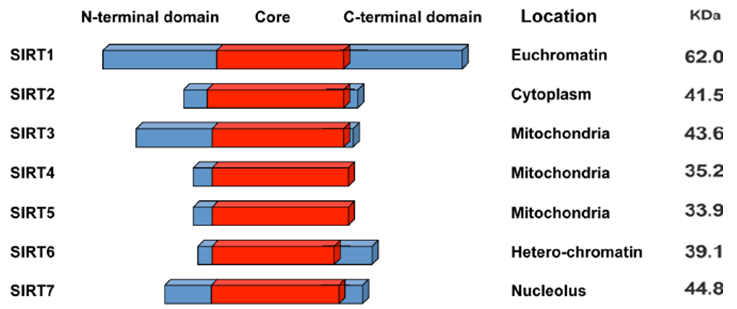 N-terminal domain Core C-terminal domain Location KDa
SIRT1 Euchromatin 62.0
SIRT2 Cytoplasm 41.5
SIRT3 Mitochondria 43.6
SIRT4 Mitochondria 35.2
SIRT5 Mitochondria 33.9
SIRT6 Hetero-chromatin 39.1
SIRT7 Nucleolus 44.8